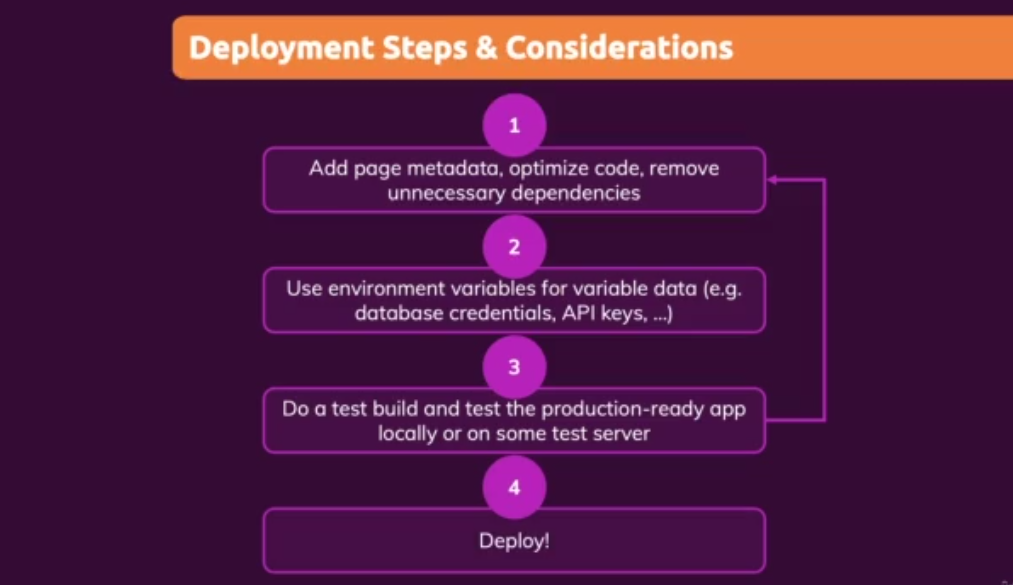 Deployment Steps & Considerations
1
Add page metadata, optimize code, remove
unnecessary dependencies
2
Use environment variables for variable data (e.g.
database credentials, API keys, ...)
3
Do a test build and test the production-ready app
locally or on some test server
4
Deploy!